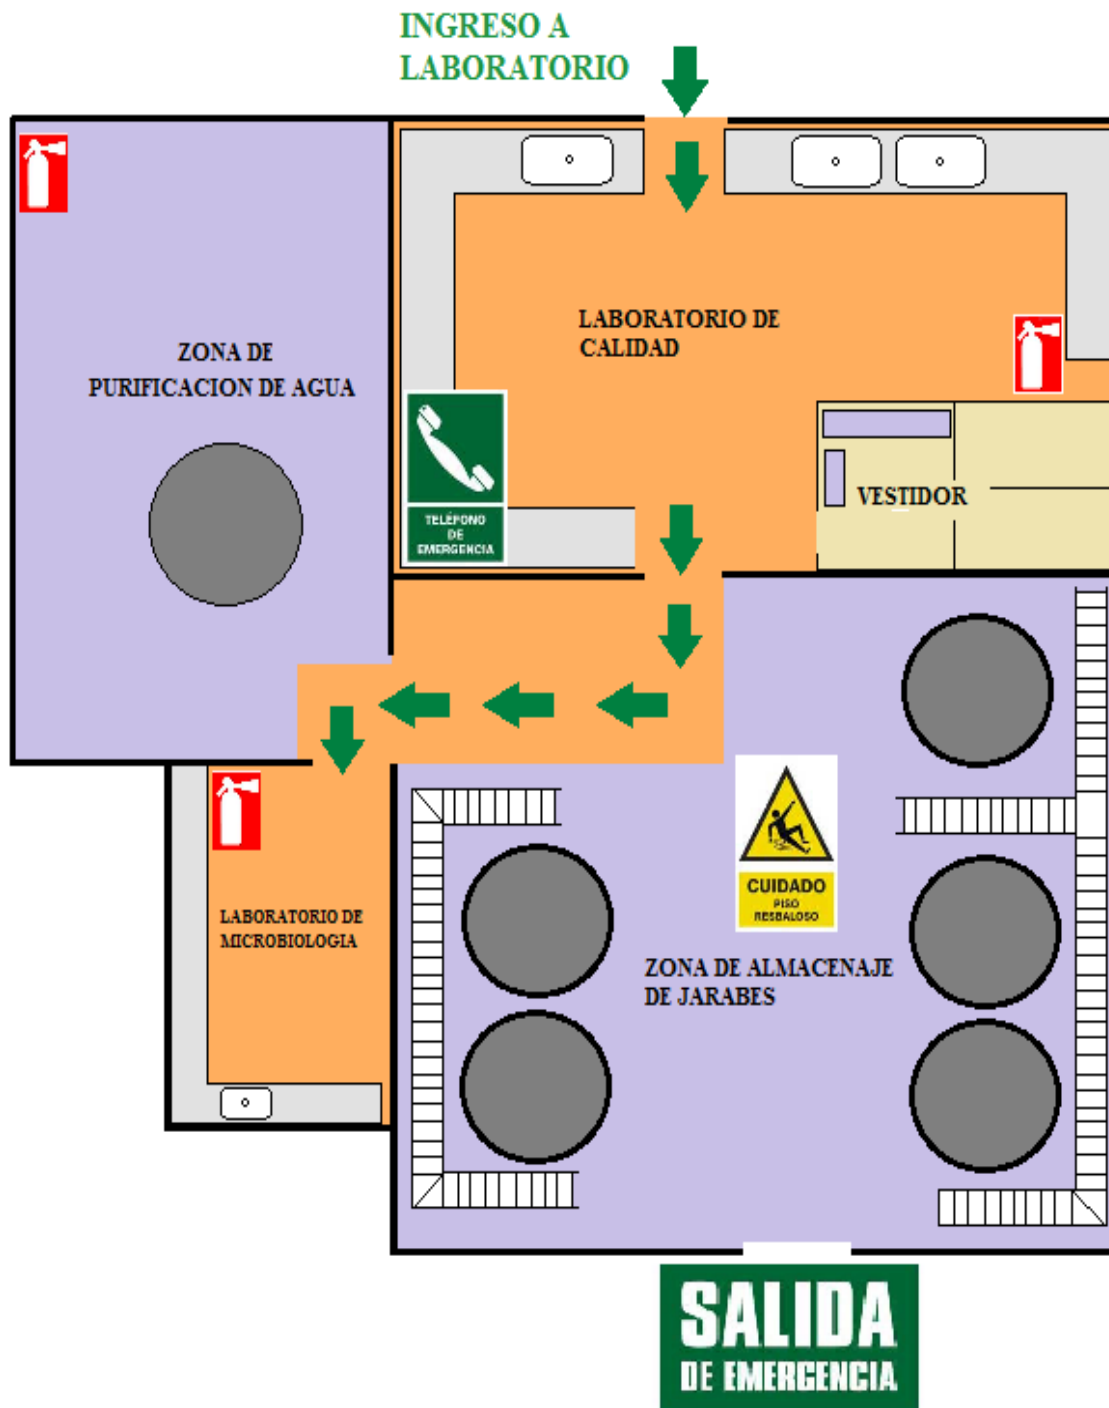 INGRESO A
LABORATORIO
LABORATORIO DE
CALIDAD
ZONA DE
PURIFICACION DE AGUA
TELÉFONO
DE
EMERGENCIA
VESTIDOR
CUIDADO
PISO
RESBALOSO
LABORATORIO DE
MICROBIOLOGIA
ZONA DE ALMACENAJE
DE JARABES
SALIDA
DE EMERGENCIA